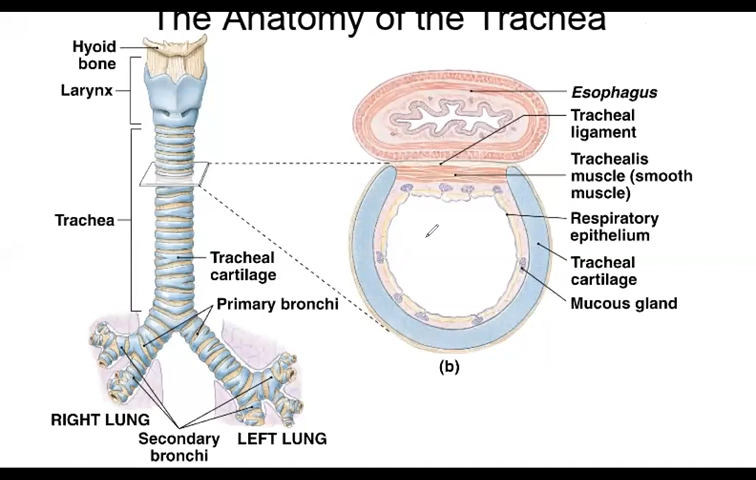 The Anatomy of the Trachea
Hyoid
bone
Larynx
Trachea
Tracheal
cartilage
Primary bronchi
RIGHT LUNG
Secondary
bronchi
LEFT LUNG
Esophagus
Tracheal
ligament
Trachealis
muscle (smooth
muscle)
Respiratory
epithelium
Tracheal
cartilage
Mucous gland
(b)